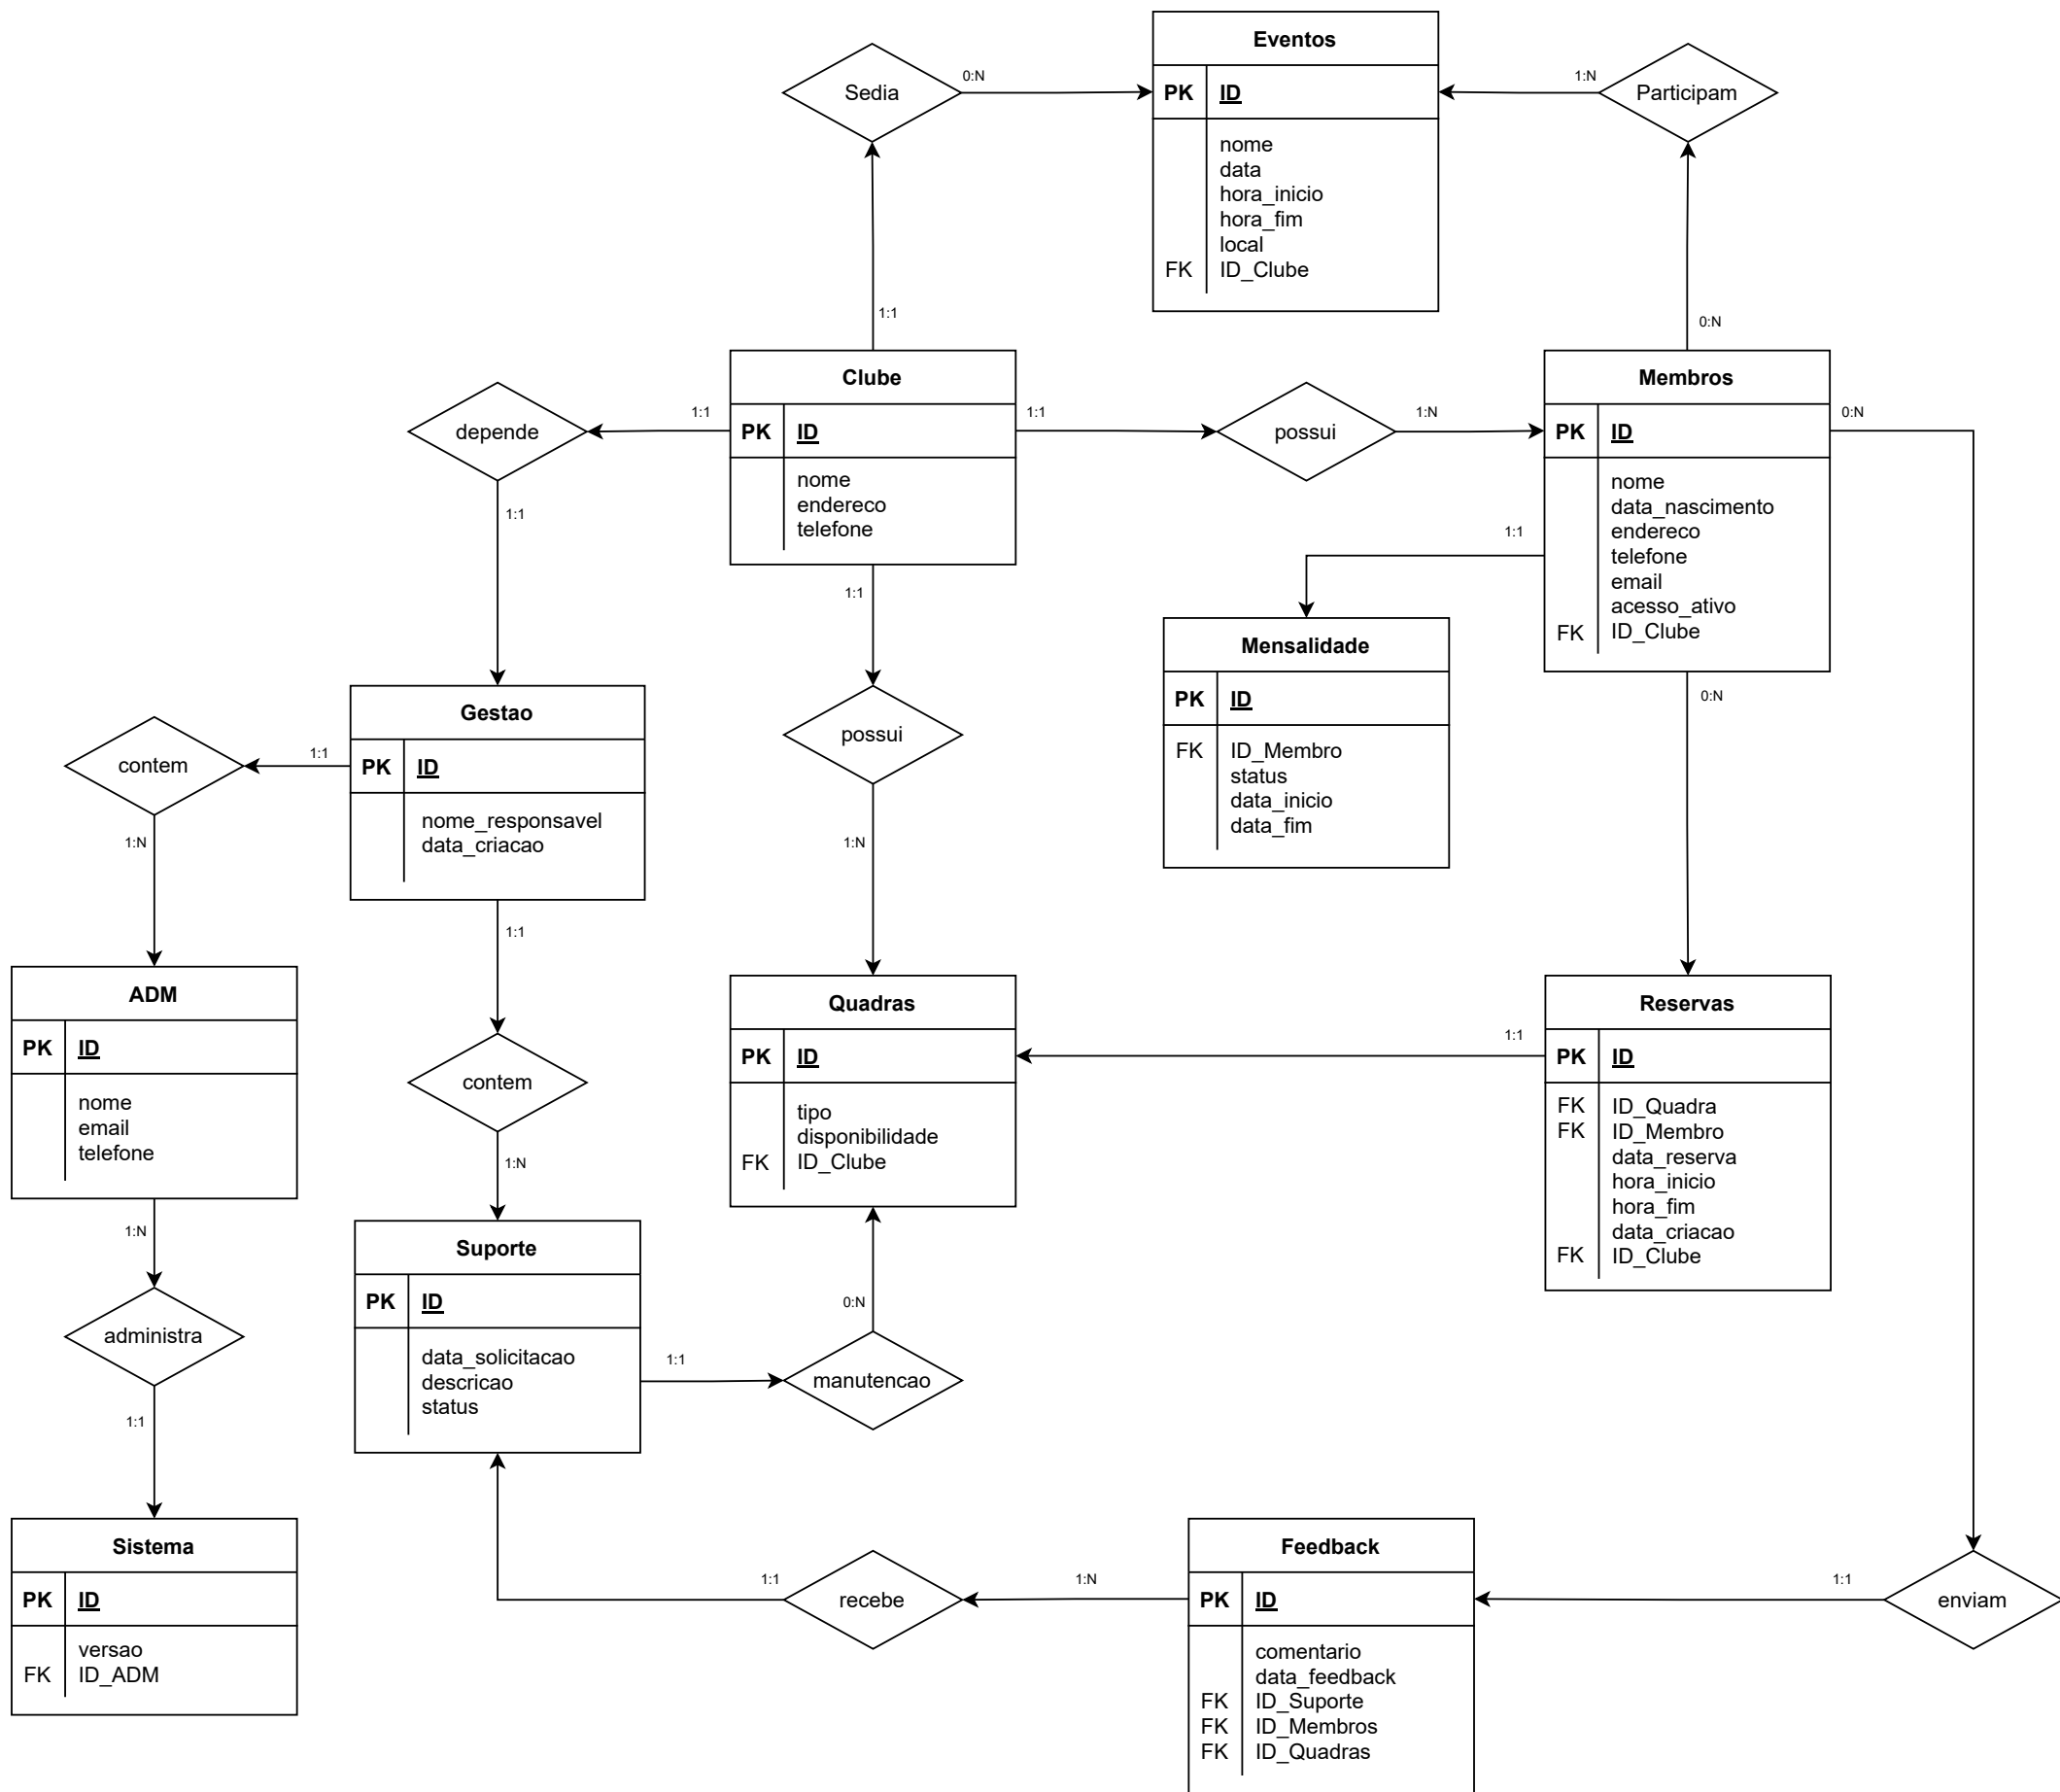 Eventos
PK ID
nome
data
hora_inicio
hora_fim
local
FK ID_Clube
Sedia
0:N
1:1
Participam
1:N
0:N
Clube
PK ID
nome
endereco
telefone
1:1
depende
1:1
1:1
possui
1:N
Membros
PK ID
nome
data_nascimento
endereco
telefone
email
acesso_ativo
FK ID_Clube
0:N
1:1
0:N
Mensalidade
PK ID
FK ID_Membro
status
data_inicio
data_fim
1:1
possui
1:N
Gestao
PK ID
nome_responsavel
data_criacao
1:1
contem
1:N
1:1
contem
1:N
ADM
PK ID
nome
email
telefone
1:N
administra
1:1
Quadras
PK ID
tipo
disponibilidade
FK ID_Clube
1:1
Reservas
PK ID
FK ID_Quadra
FK ID_Membro
data_reserva
hora_inicio
hora_fim
data_criacao
FK ID_Clube
Suporte
PK ID
data_solicitacao
descricao
status
1:1
manutencao
0:N
Sistema
PK ID
versao
FK ID_ADM
1:1
recebe
1:N
Feedback
PK ID
comentario
data_feedback
FK ID_Suporte
FK ID_Membros
FK ID_Quadras
1:1
enviam